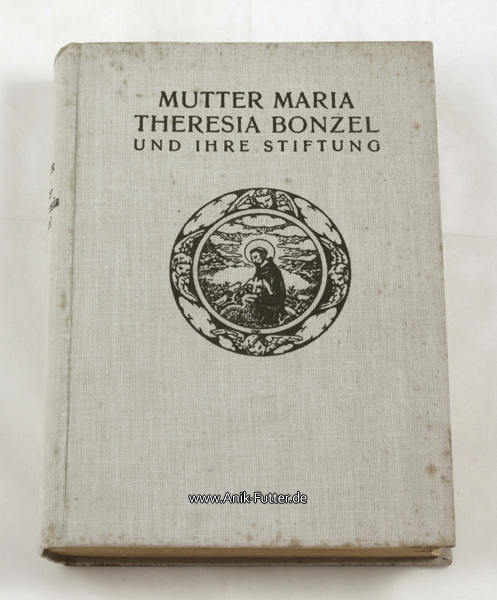 MUTTER MARIA
THERESIA BONZEL
UND IHRE STIFTUNG
www.Anik-Futter.de